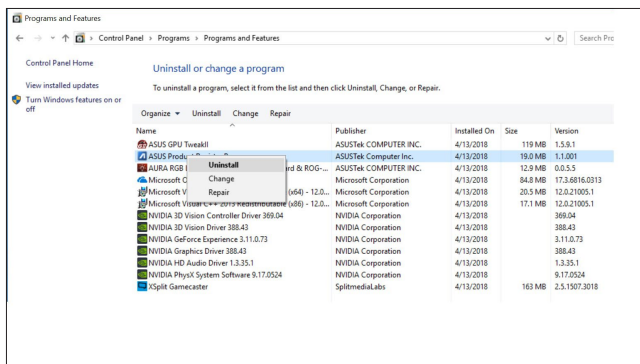 Programs and Features
Control Panel > Programs > Programs and Features
Search Pro
Control Panel Home
View installed updates
Turn Windows features on or
off
Uninstall or change a program
To uninstall a program, select it from the list and then click Uninstall, Change, or Repair.
Organize Uninstall Change Repair
Name Publisher Installed On Size Version
ASUS GPU TweakII ASUSTek COMPUTER INC. 4/13/2018 119 MB 1.5.9.1
ASUS Product ASUSTek Computer Inc. 4/13/2018 19.0 MB 1.1.001
AURA RGB rd & ROG-... ASUSTek COMPUTER INC. 4/13/2018 12.9 MB 0.0.5.5
Microsoft O Microsoft Corporation 4/13/2018 84.8 MB 17.3.6816.0313
Microsoft V (x64) - 12.0... Microsoft Corporation 4/13/2018 20.5 MB 12.0.21005.1
Microsoft Visual C++ 2013 Redistributable (x86) - 12.0... Microsoft Corporation 4/13/2018 17.1 MB 12.0.21005.1
Uninstall
Change
Repair
NVIDIA 3D Vision Controller Driver 369.04 NVIDIA Corporation 4/13/2018 369.04
NVIDIA 3D Vision Driver 388.43 NVIDIA Corporation 4/13/2018 388.43
NVIDIA GeForce Experience 3.11.0.73 NVIDIA Corporation 4/13/2018 3.11.0.73
NVIDIA Graphics Driver 388.43 NVIDIA Corporation 4/13/2018 388.43
NVIDIA HD Audio Driver 1.3.35.1 NVIDIA Corporation 4/13/2018 1.3.35.1
NVIDIA PhysX System Software 9.17.0524 NVIDIA Corporation 4/13/2018 9.17.0524
XSplit Gamecaster SplitmediaLabs 4/13/2018 163 MB 2.5.1507.3018